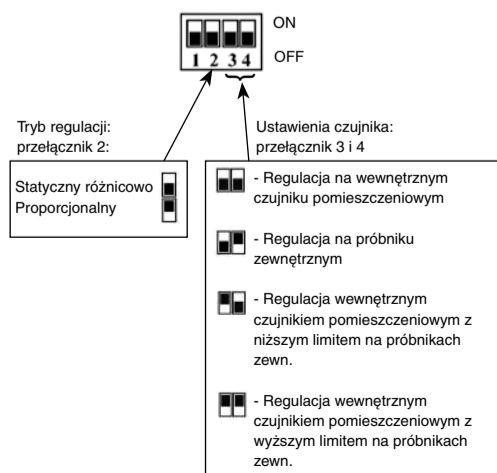 ON
OFF
1 2 3 4
Tryb regulacji:
przełącznik 2:
Statyczny różnicowo
Proporcjonalny
Ustawienia czujnika:
przełącznik 3 i 4
- Regulacja na wewnętrznym
czujniku pomieszczeniowym
- Regulacja na próbniku
zewnętrznym
- Regulacja wewnętrznym
czujnikiem pomieszczeniowym z
niższym limitem na próbnikach
zewn.
- Regulacja wewnętrznym
czujnikiem pomieszczeniowym z
wyższym limitem na próbnikach
zewn.